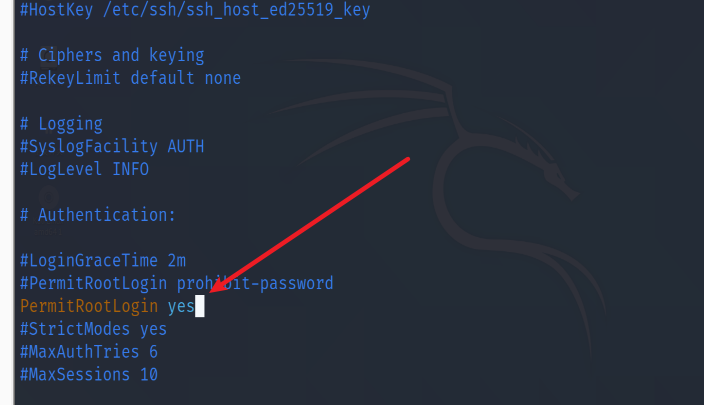 #HostKey /etc/ssh/ssh_host_ed25519_key
# Ciphers and keying
#RekeyLimit default none
# Logging
#SyslogFacility AUTH
#LogLevel INFO
# Authentication:
#LoginGraceTime 2m
#PermitRootLogin prohibit-password
PermitRootLogin yes
#StrictModes yes
#MaxAuthTries 6
#MaxSessions 10